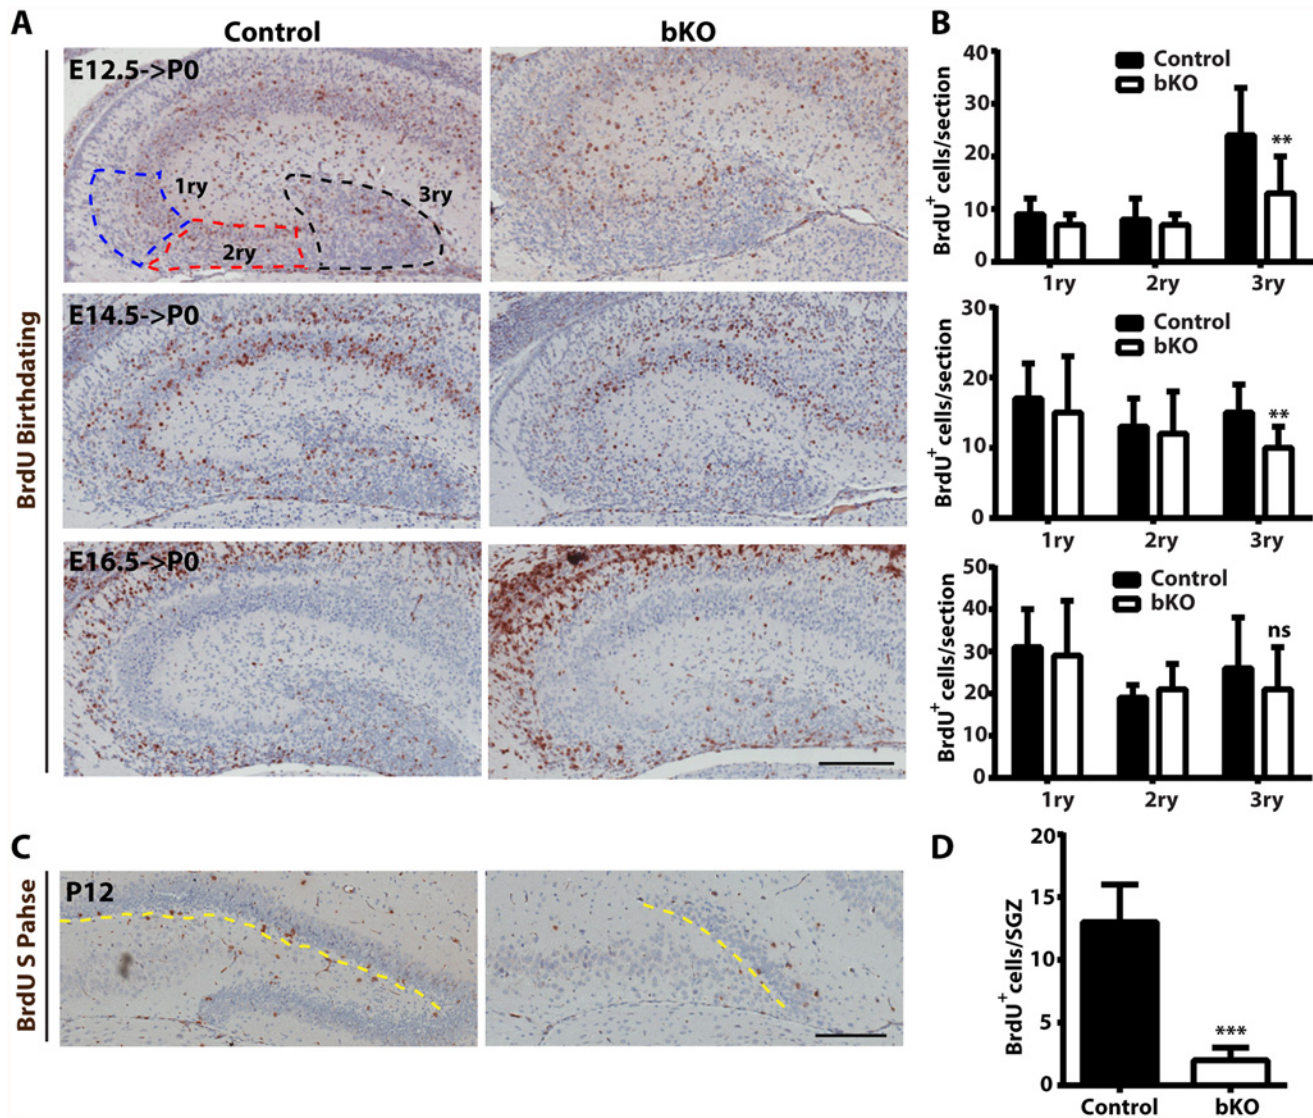 A
Control
bKO
BrdU Birthdating
E12.5->P0
1ry
2ry
3ry
E14.5->P0
E16.5->P0
B
BrdU+ cells/section
40
30
20
10
0
Control
bKO
**
1ry 2ry 3ry
BrdU+ cells/section
30
20
10
0
Control
bKO
**
1ry 2ry 3ry
BrdU+ cells/section
50
40
30
20
10
0
Control
bKO
ns
1ry 2ry 3ry
C
BrdU S Pahse
P12
D
BrdU+ cells/SGZ
20
15
10
5
0
***
Control bKO